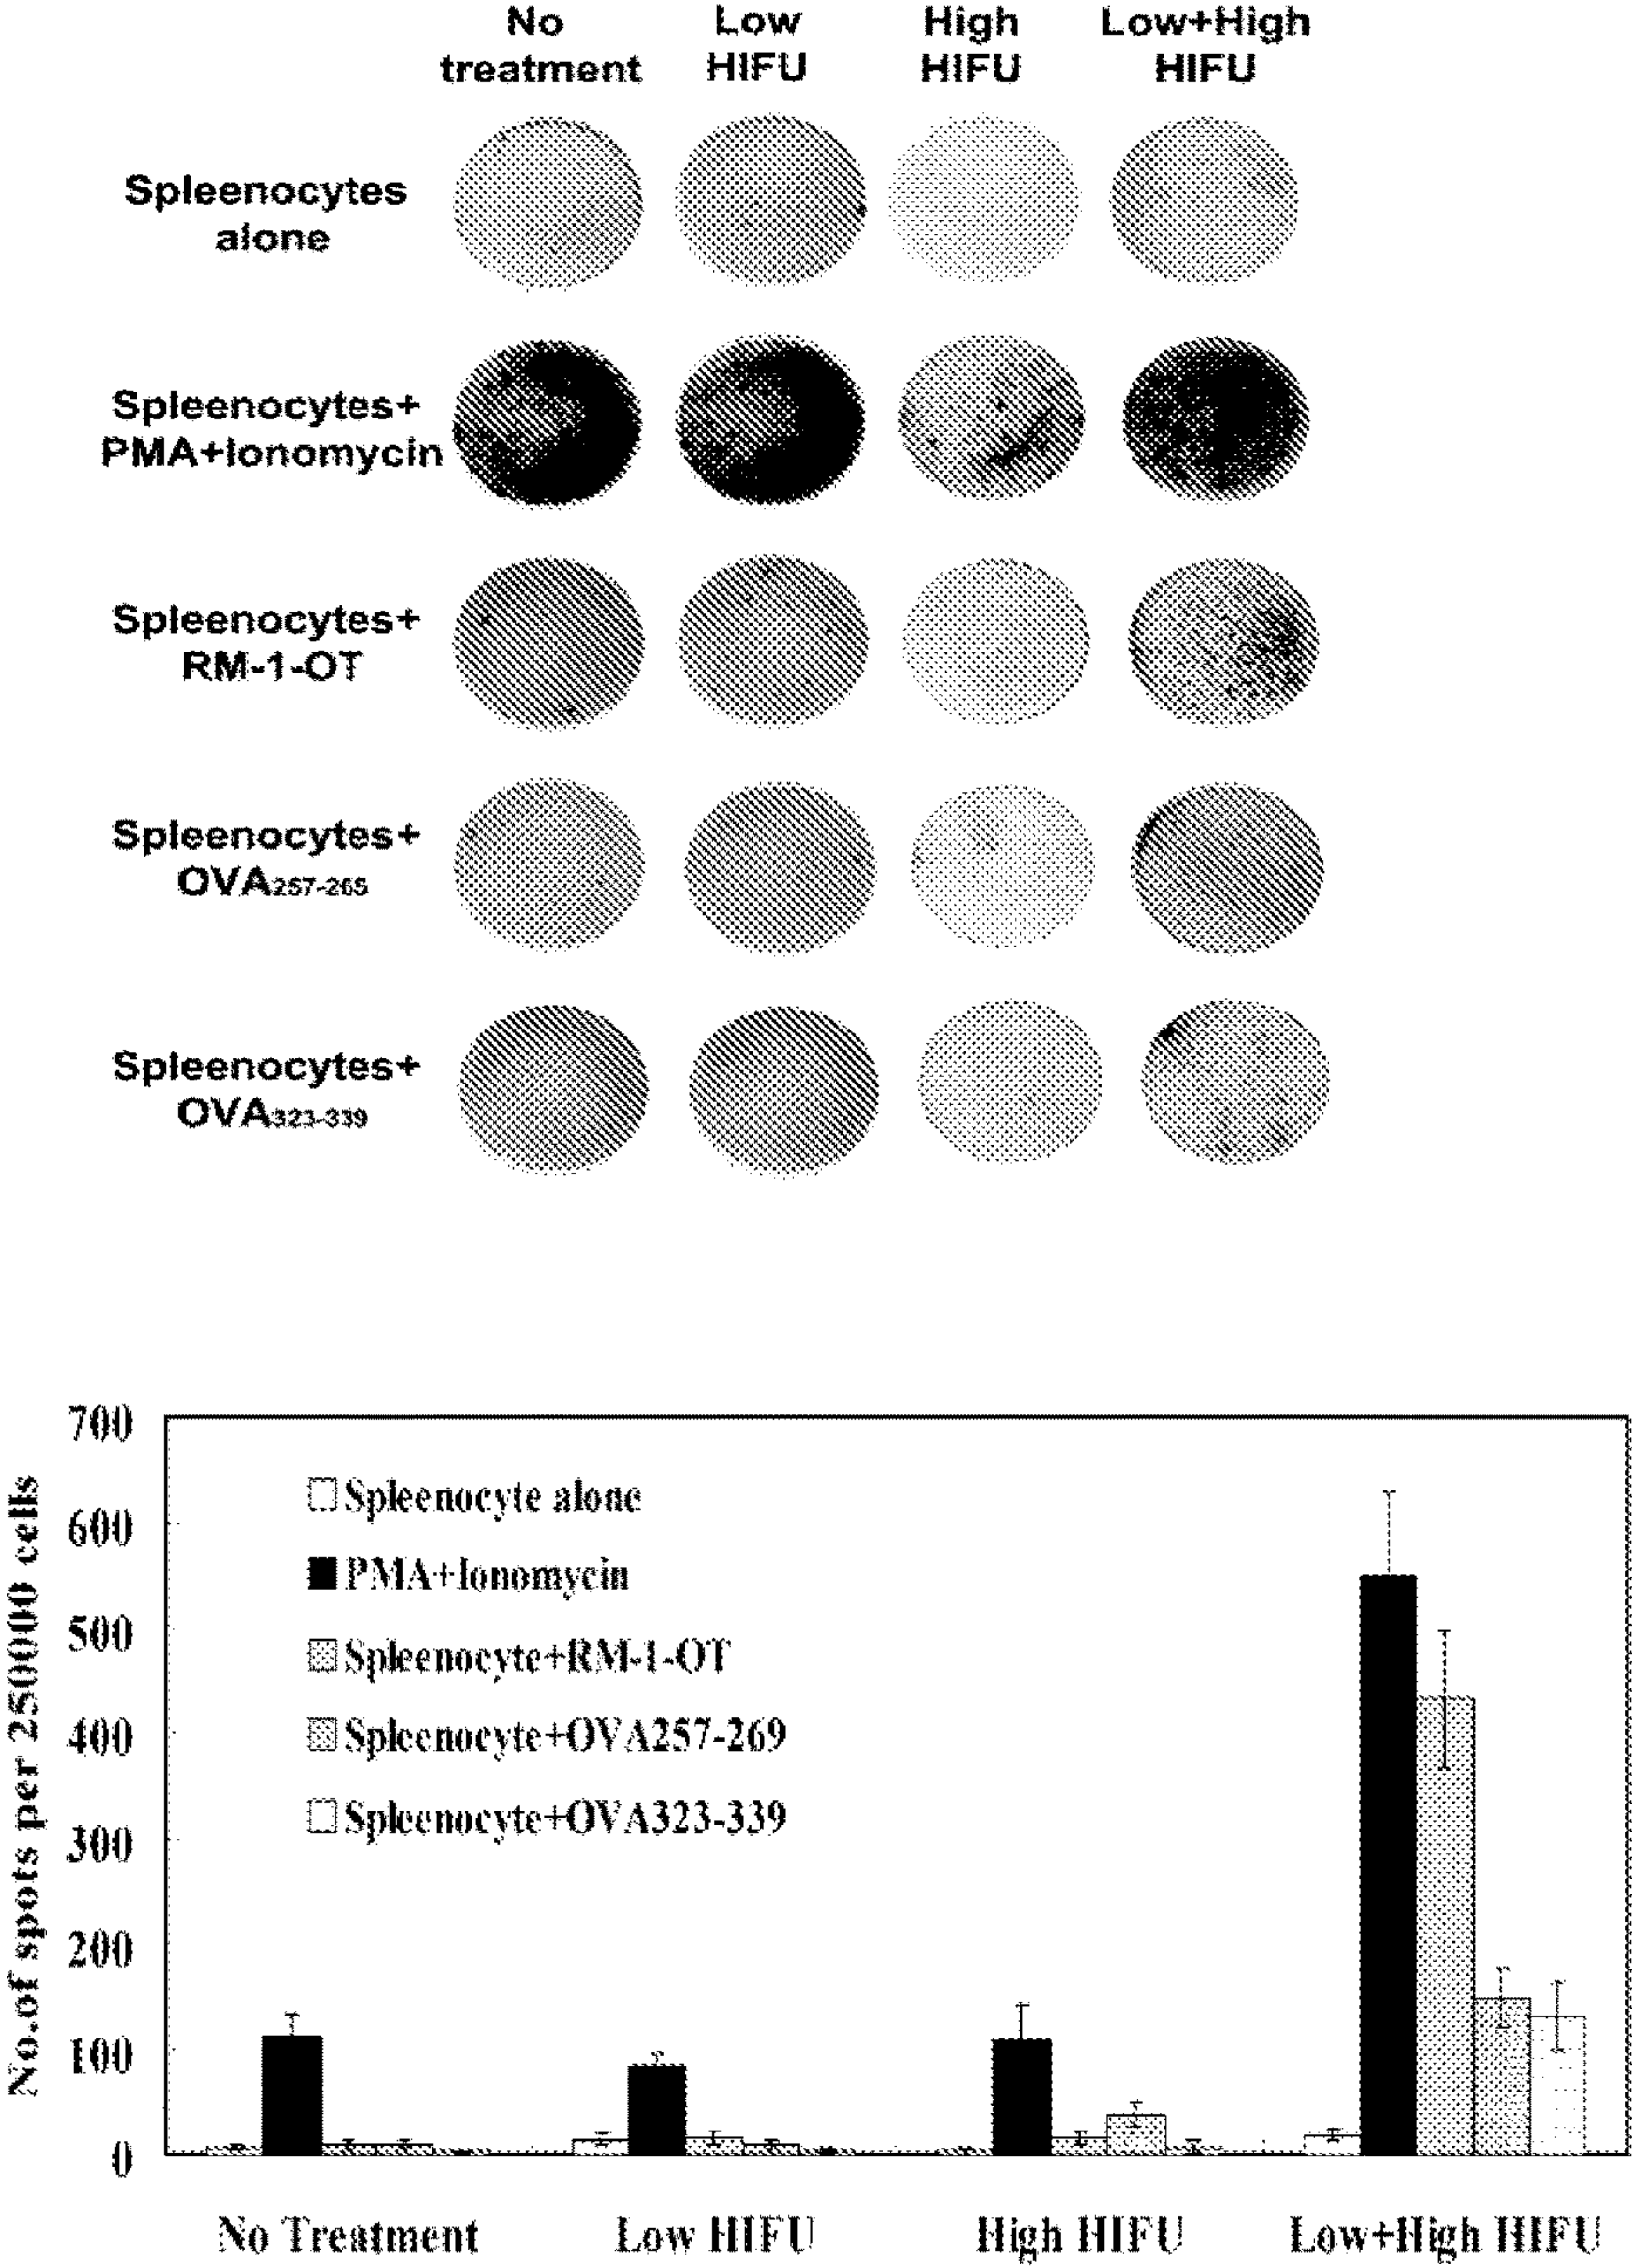 No treatment
Low HIFU
High HIFU
Low+High HIFU
Spleenocytes
alone
Spleenocytes+
PMA+Ionomycin
Spleenocytes+
RM-1-OT
Spleenocytes+
OVA257-265
Spleenocytes+
OVA323-339
700
600
500
400
300
200
100
0
No.of spots per 250000 cells
Spleenocyte alone
PMA+Ionomycin
Spleenocyte+RM-1-OT
Spleenocyte+OVA257-269
Spleenocyte+OVA323-339
No Treatment
Low HIFU
High HIFU
Low+High HIFU